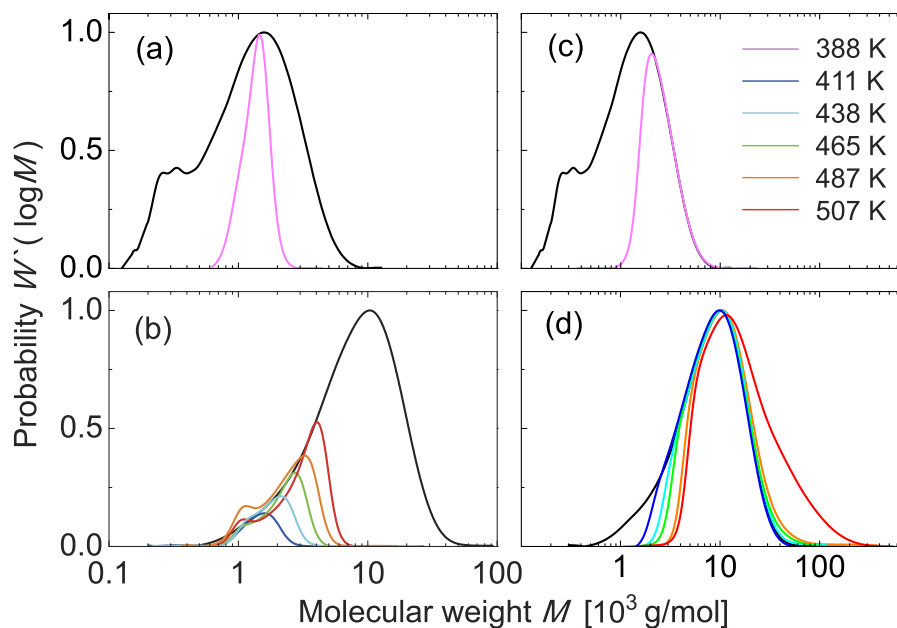 Probability W`( logM)
1.0
0.5
0.0
(a)
(c)
388 K
411 K
438 K
465 K
487 K
507 K
1.0
0.5
0.0
(b)
(d)
0.1 1 10 100 1 10 100
Molecular weight M [10³ g/mol]